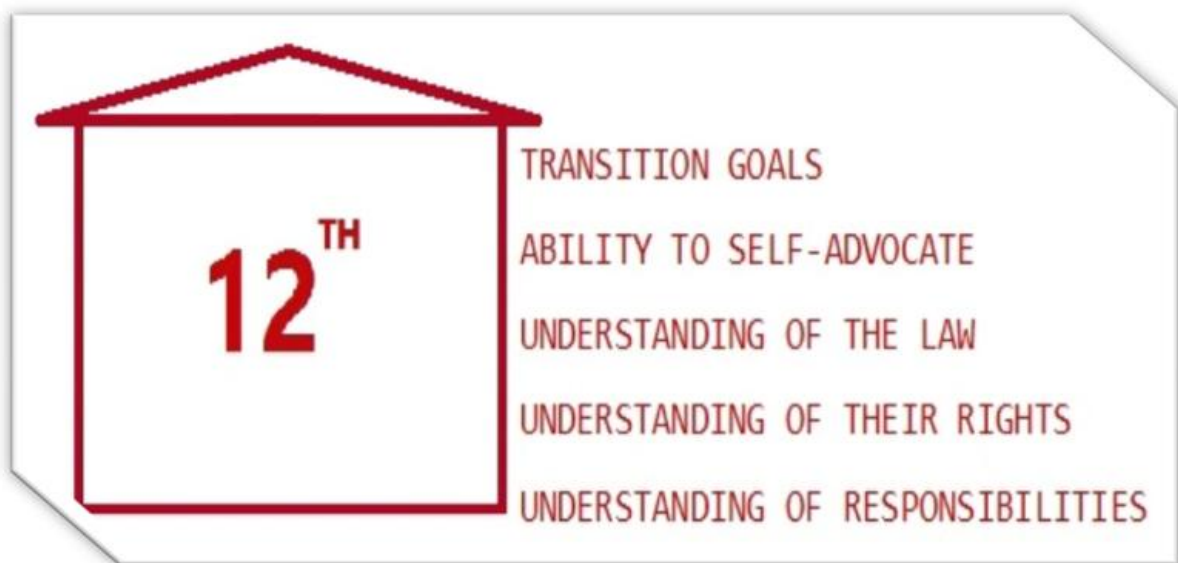 12TH
TRANSITION GOALS
ABILITY TO SELF-ADVOCATE
UNDERSTANDING OF THE LAW
UNDERSTANDING OF THEIR RIGHTS
UNDERSTANDING OF RESPONSIBILITIES